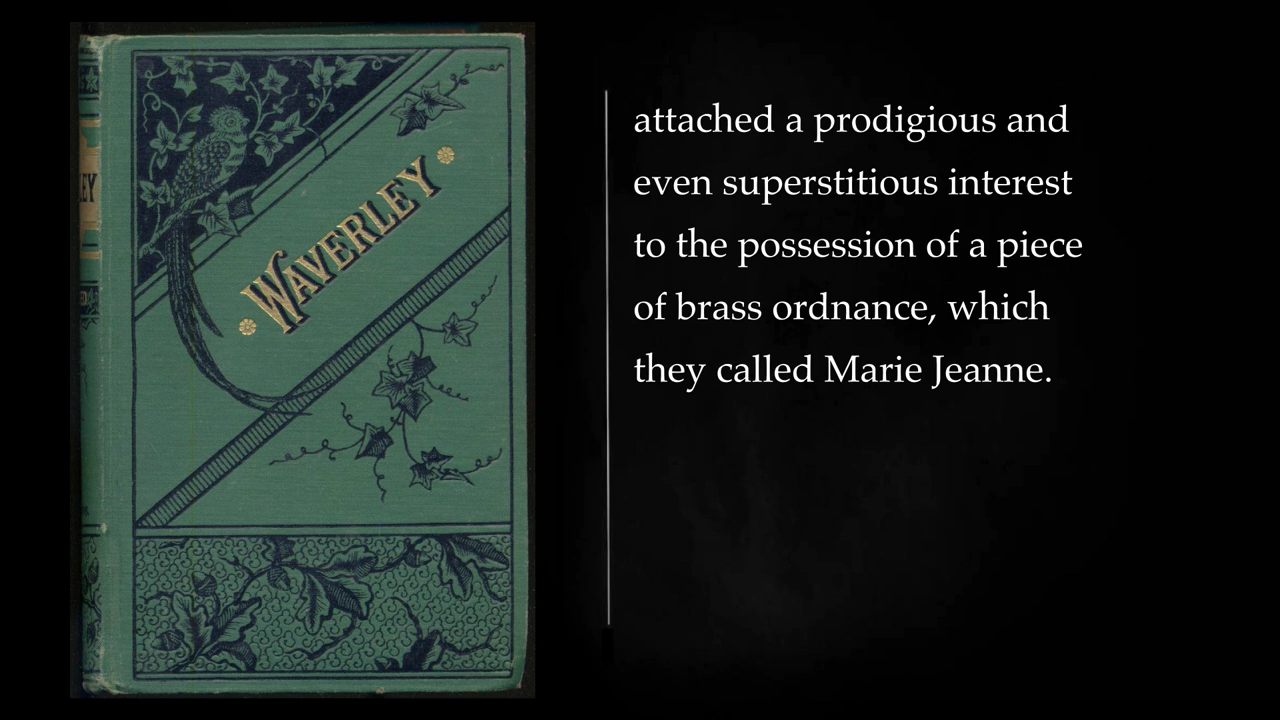 WAVERLEY
EY
attached a prodigious and
even superstitious interest
to the possession of a piece
of brass ordnance, which
they called Marie Jeanne.